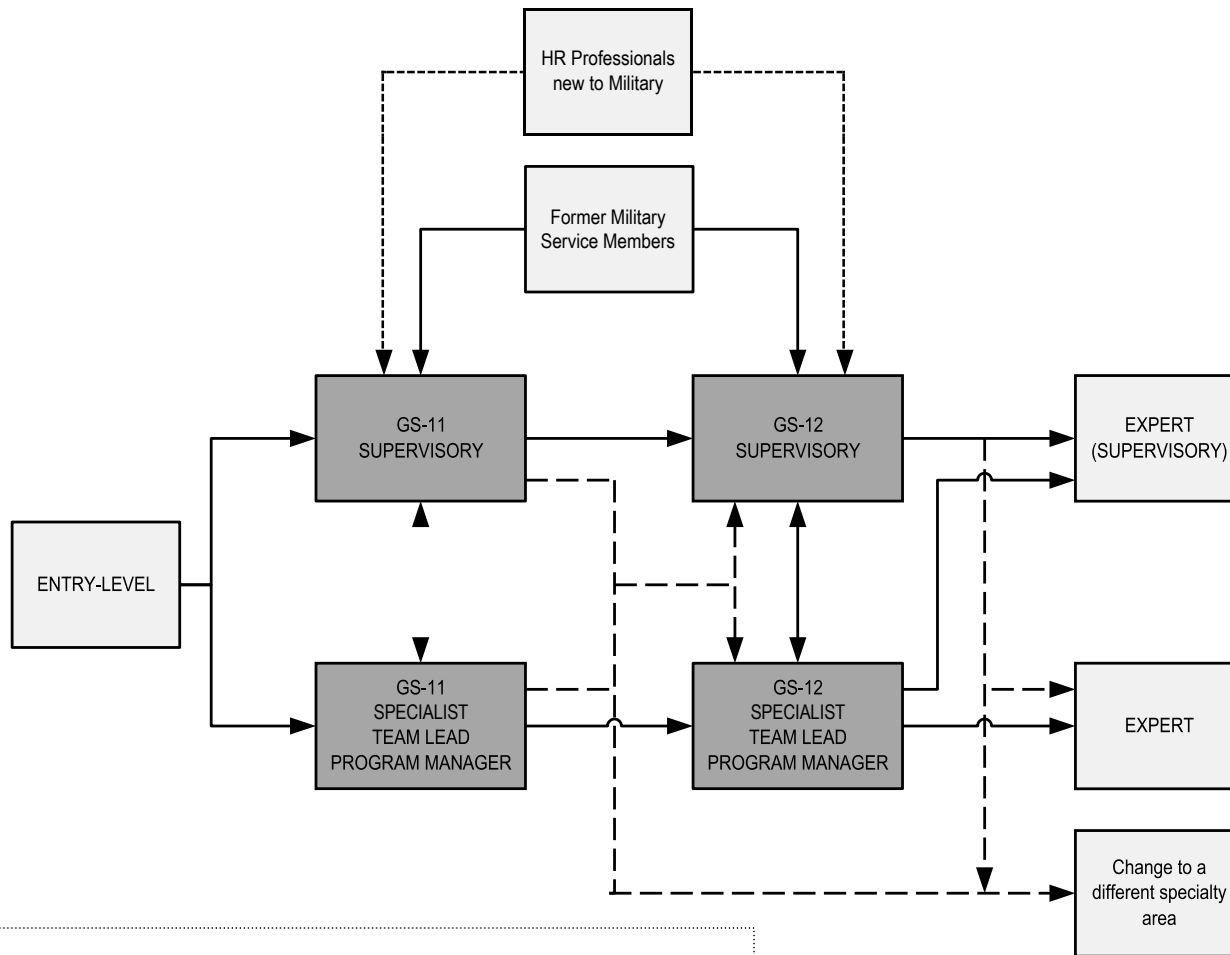 HR Professionals
new to Military
Former Military
Service Members
GS-11
SUPERVISORY
GS-12
SUPERVISORY
EXPERT
(SUPERVISORY)
ENTRY-LEVEL
GS-11
SPECIALIST
TEAM LEAD
PROGRAM MANAGER
GS-12
SPECIALIST
TEAM LEAD
PROGRAM MANAGER
EXPERT
Change to a
different specialty
area